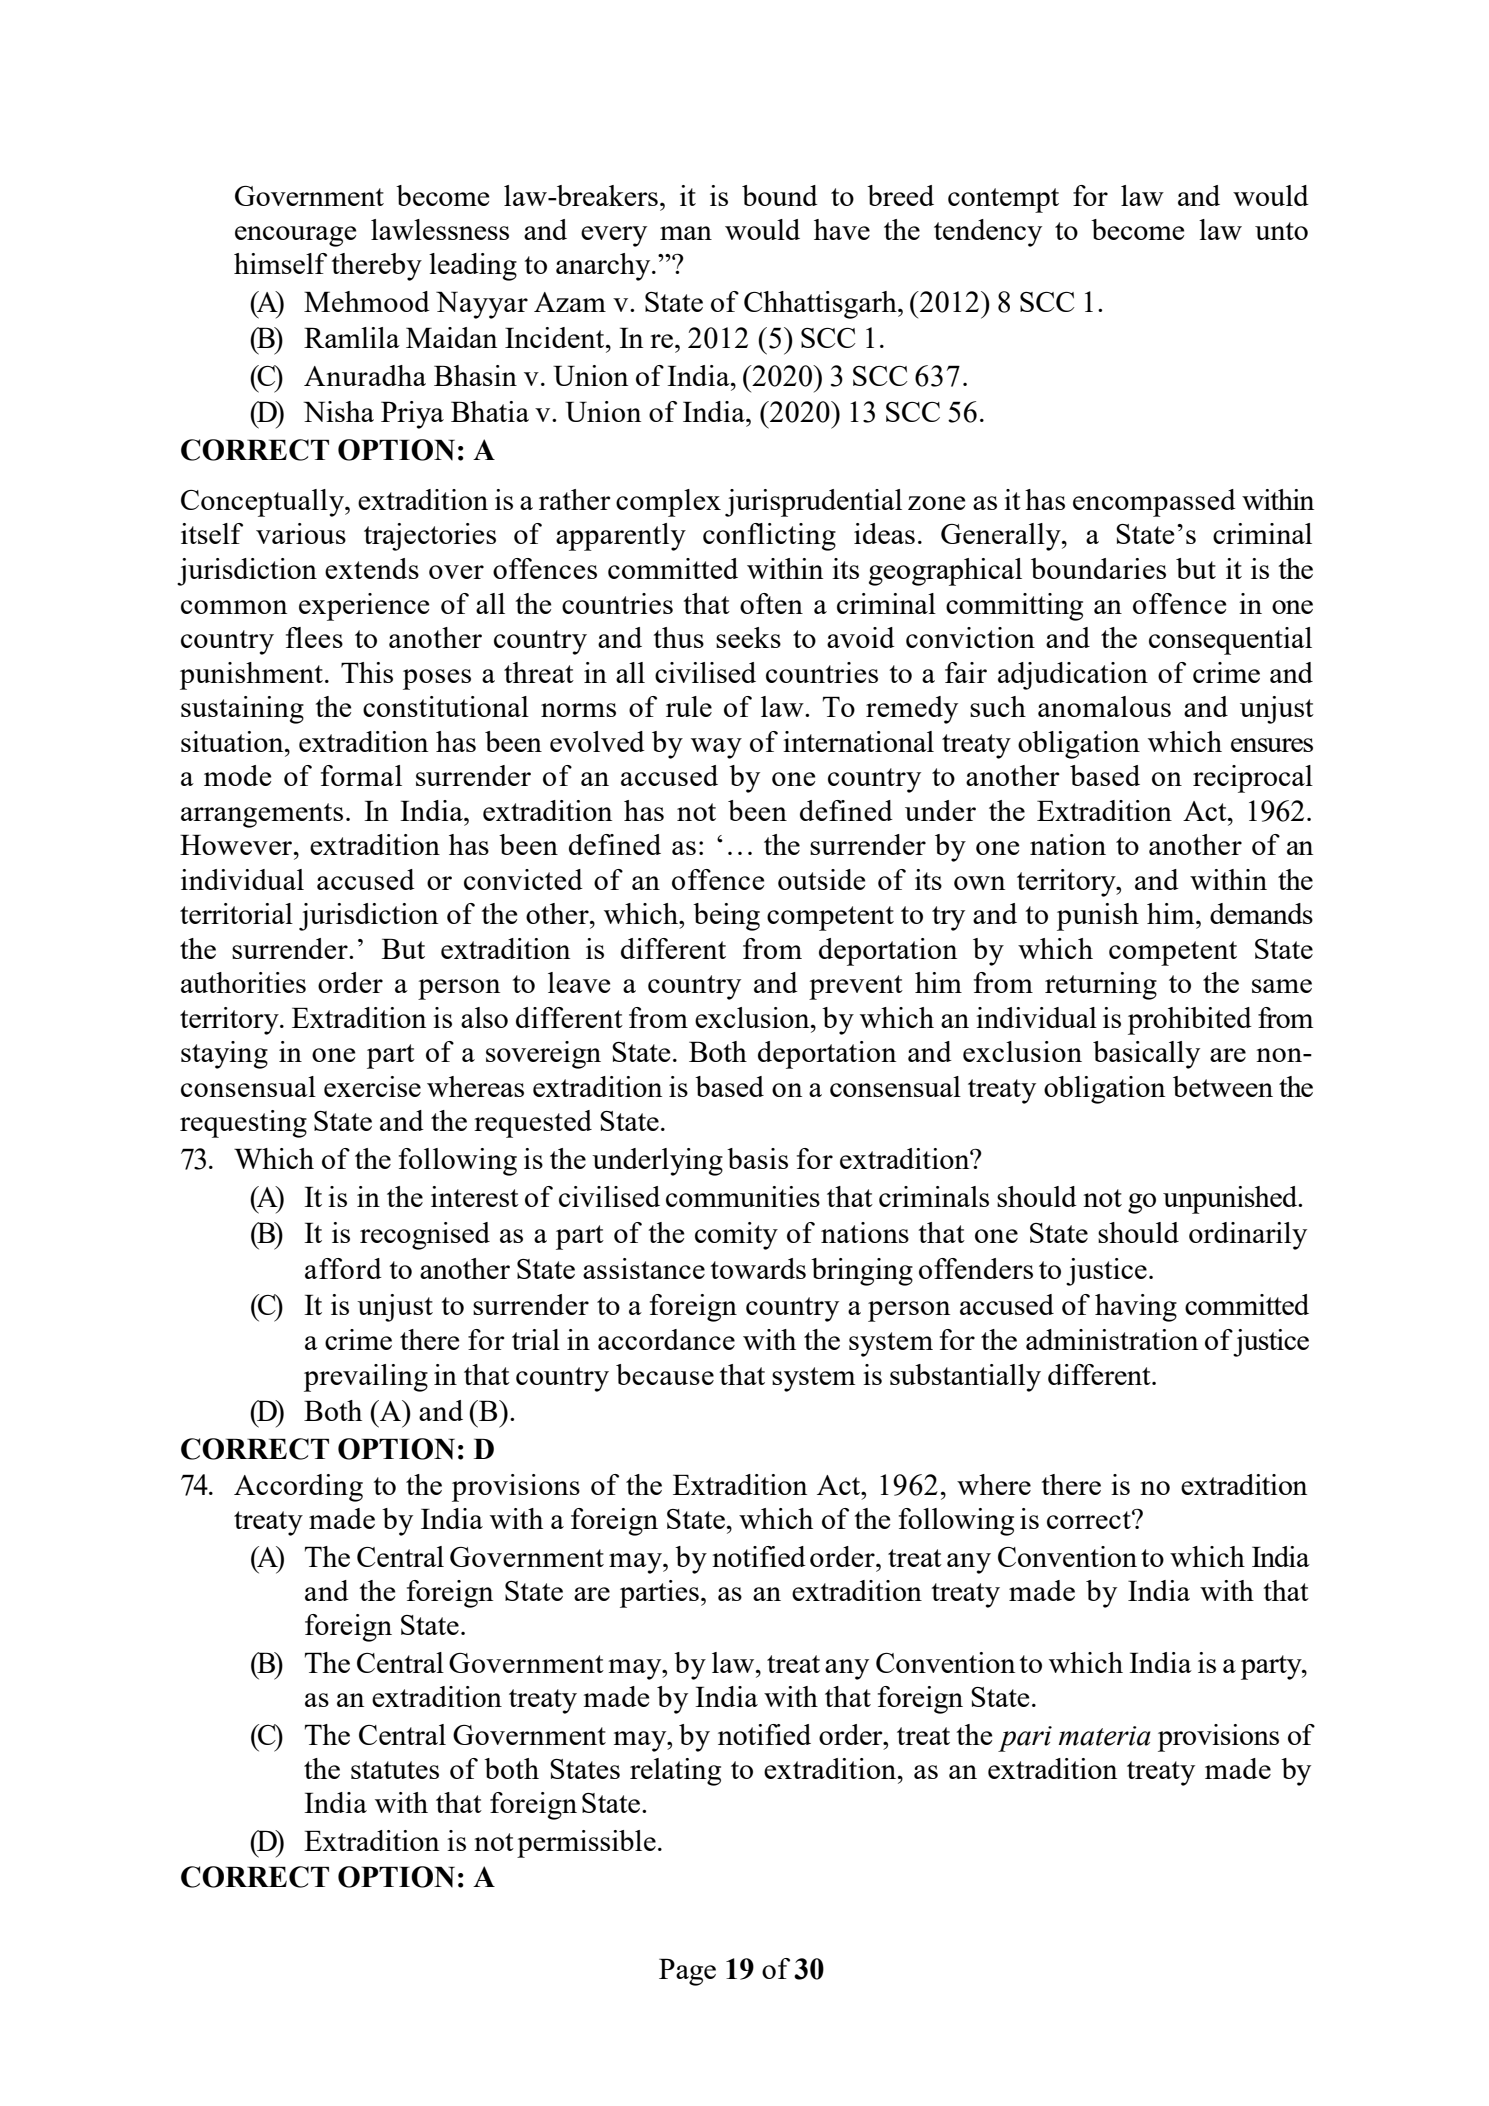 Government become law-breakers, it is bound to breed contempt for law and would
encourage lawlessness and every man would have the tendency to become law unto
himself thereby leading to anarchy.”?
(A) Mehmood Nayyar Azam v. State of Chhattisgarh, (2012) 8 SCC 1.
(B) Ramlila Maidan Incident, In re, 2012 (5) SCC 1.
(C) Anuradha Bhasin v. Union of India, (2020) 3 SCC 637.
(D) Nisha Priya Bhatia v. Union of India, (2020) 13 SCC 56.
CORRECT OPTION: A
Conceptually, extradition is a rather complex jurisprudential zone as it has encompassed within
itself various trajectories of apparently conflicting ideas. Generally, a State’s criminal
jurisdiction extends over offences committed within its geographical boundaries but it is the
common experience of all the countries that often a criminal committing an offence in one
country flees to another country and thus seeks to avoid conviction and the consequential
punishment. This poses a threat in all civilised countries to a fair adjudication of crime and
sustaining the constitutional norms of rule of law. To remedy such anomalous and unjust
situation, extradition has been evolved by way of international treaty obligation which ensures
a mode of formal surrender of an accused by one country to another based on reciprocal
arrangements. In India, extradition has not been defined under the Extradition Act, 1962.
However, extradition has been defined as: ‘… the surrender by one nation to another of an
individual accused or convicted of an offence outside of its own territory, and within the
territorial jurisdiction of the other, which, being competent to try and to punish him, demands
the surrender.’ But extradition is different from deportation by which competent State
authorities order a person to leave a country and prevent him from returning to the same
territory. Extradition is also different from exclusion, by which an individual is prohibited from
staying in one part of a sovereign State. Both deportation and exclusion basically are non-
consensual exercise whereas extradition is based on a consensual treaty obligation between the
requesting State and the requested State.
73. Which of the following is the underlying basis for extradition?
(A) It is in the interest of civilised communities that criminals should not go unpunished.
(B) It is recognised as a part of the comity of nations that one State should ordinarily
afford to another State assistance towards bringing offenders to justice.
(C) It is unjust to surrender to a foreign country a person accused of having committed
a crime there for trial in accordance with the system for the administration of justice
prevailing in that country because that system is substantially different.
(D) Both (A) and (B).
CORRECT OPTION: D
74. According to the provisions of the Extradition Act, 1962, where there is no extradition
treaty made by India with a foreign State, which of the following is correct?
(A) The Central Government may, by notified order, treat any Convention to which India
and the foreign State are parties, as an extradition treaty made by India with that
foreign State.
(B) The Central Government may, by law, treat any Convention to which India is a party,
as an extradition treaty made by India with that foreign State.
(C) The Central Government may, by notified order, treat the pari materia provisions of
the statutes of both States relating to extradition, as an extradition treaty made by
India with that foreign State.
(D) Extradition is not permissible.
CORRECT OPTION: A
Page 19 of 30